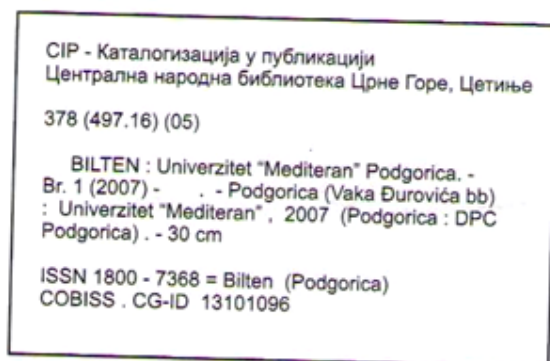 CIP - Каталогизација у публикацији
Централна народна библиотека Црне Горе, Цетиње
378 (497.16) (05)
BILTEN : Univerzitet “Mediteran” Podgorica. -
Br. 1 (2007) - . - Podgorica (Vaka Đurovića bb)
: Univerzitet “Mediteran” , 2007 (Podgorica : DPC
Podgorica) . - 30 cm
ISSN 1800 - 7368 = Bilten (Podgorica)
COBISS . CG-ID 13101096